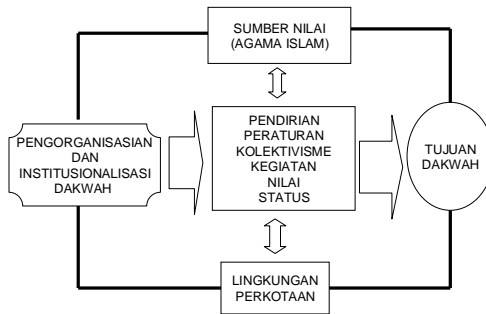 SUMBER NILAI
(AGAMA ISLAM)
PENGORGANISASIAN
DAN
INSTITUSIONALISASI
DAKWAH
PENDIRIAN
PERATURAN
KOLEKTIVISME
KEGIATAN
NILAI
STATUS
TUJUAN
DAKWAH
LINGKUNGAN
PERKOTAAN